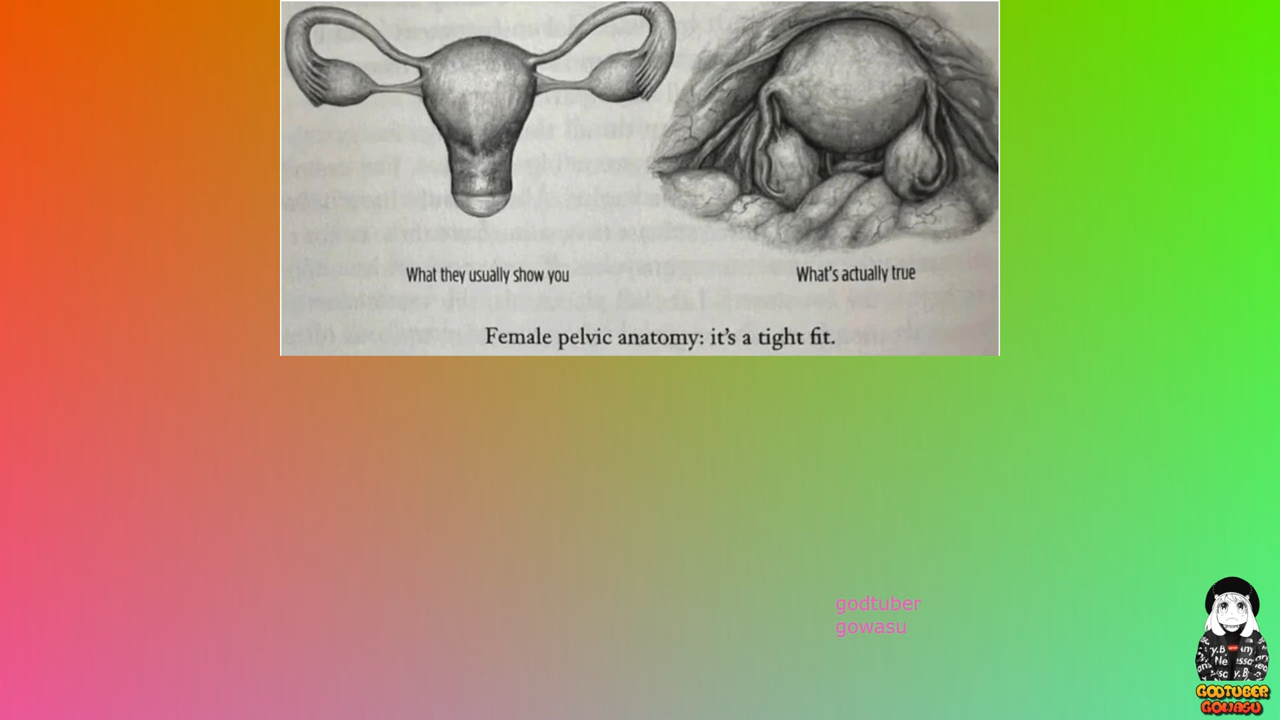 What they usually show you
What's actually true
Female pelvic anatomy: it's a tight fit.
godtuber
gowasu
GODTUBER
GOWASU